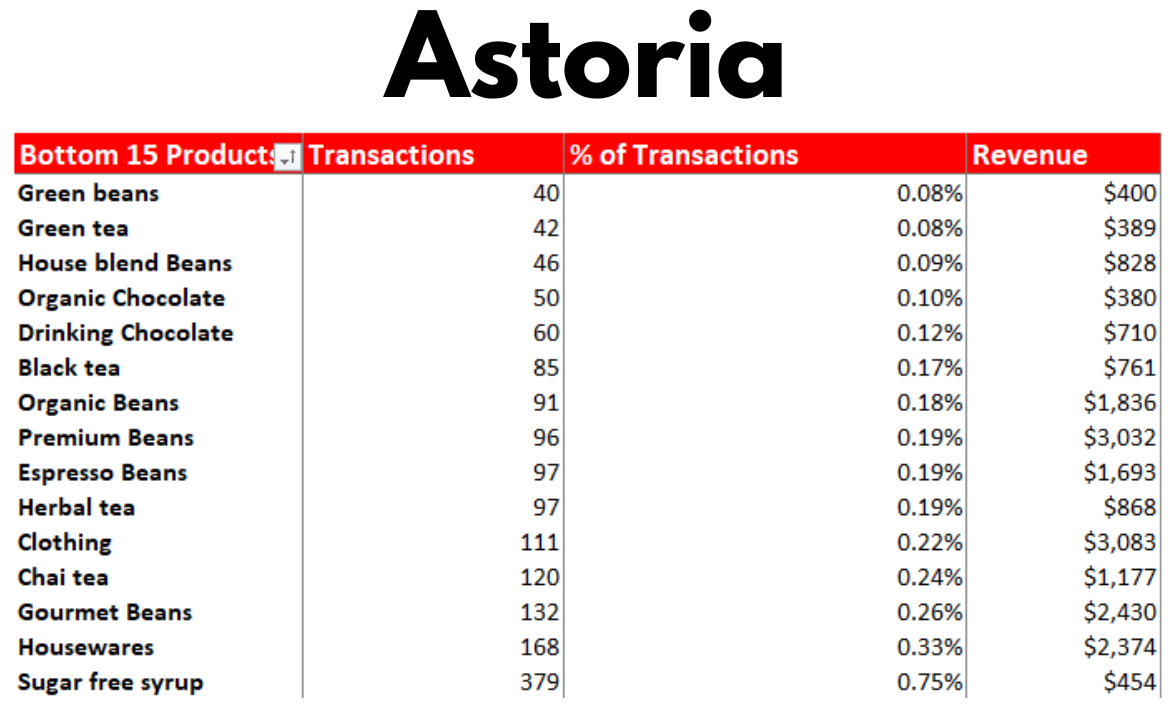 Astoria
Bottom 15 Products Transactions % of Transactions Revenue
Green beans 40 0.08% $400
Green tea 42 0.08% $389
House blend Beans 46 0.09% $828
Organic Chocolate 50 0.10% $380
Drinking Chocolate 60 0.12% $710
Black tea 85 0.17% $761
Organic Beans 91 0.18% $1,836
Premium Beans 96 0.19% $3,032
Espresso Beans 97 0.19% $1,693
Herbal tea 97 0.19% $868
Clothing 111 0.22% $3,083
Chai tea 120 0.24% $1,177
Gourmet Beans 132 0.26% $2,430
Housewares 168 0.33% $2,374
Sugar free syrup 379 0.75% $454